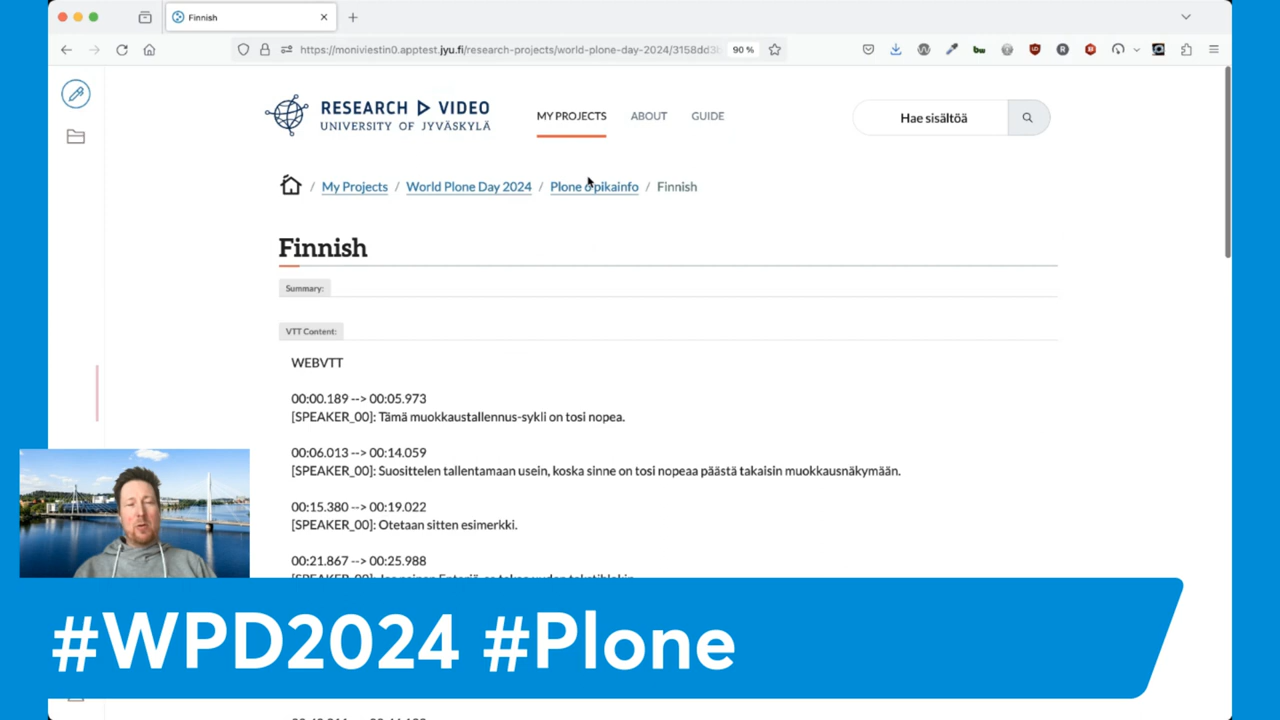 Finnish
https://moniviestin0.apptest.jyu.fi/research-projects/world-plone-day-2024/3158dd3
90 %
RESEARCH VIDEO
UNIVERSITY OF JYVÄSKYLÄ
MY PROJECTS
ABOUT
GUIDE
Hae sisältöä
/ My Projects / World Plone Day 2024 / Plone 6 pikainfo / Finnish
Finnish
Summary:
VTT Content:
WEBVTT
00:00.189 --> 00:05.973
[SPEAKER_00]: Tämä muokkaustallennus-sykli on tosi nopea.
00:06.013 --> 00:14.059
[SPEAKER_00]: Suosittelen tallentamaan usein, koska sinne on tosi nopeaa päästä takaisin muokkausnäkymään.
00:15.380 --> 00:19.022
[SPEAKER_00]: Otetaan sitten esimerkki.
00:21.867 --> 00:25.988
#WPD2024 #Plone